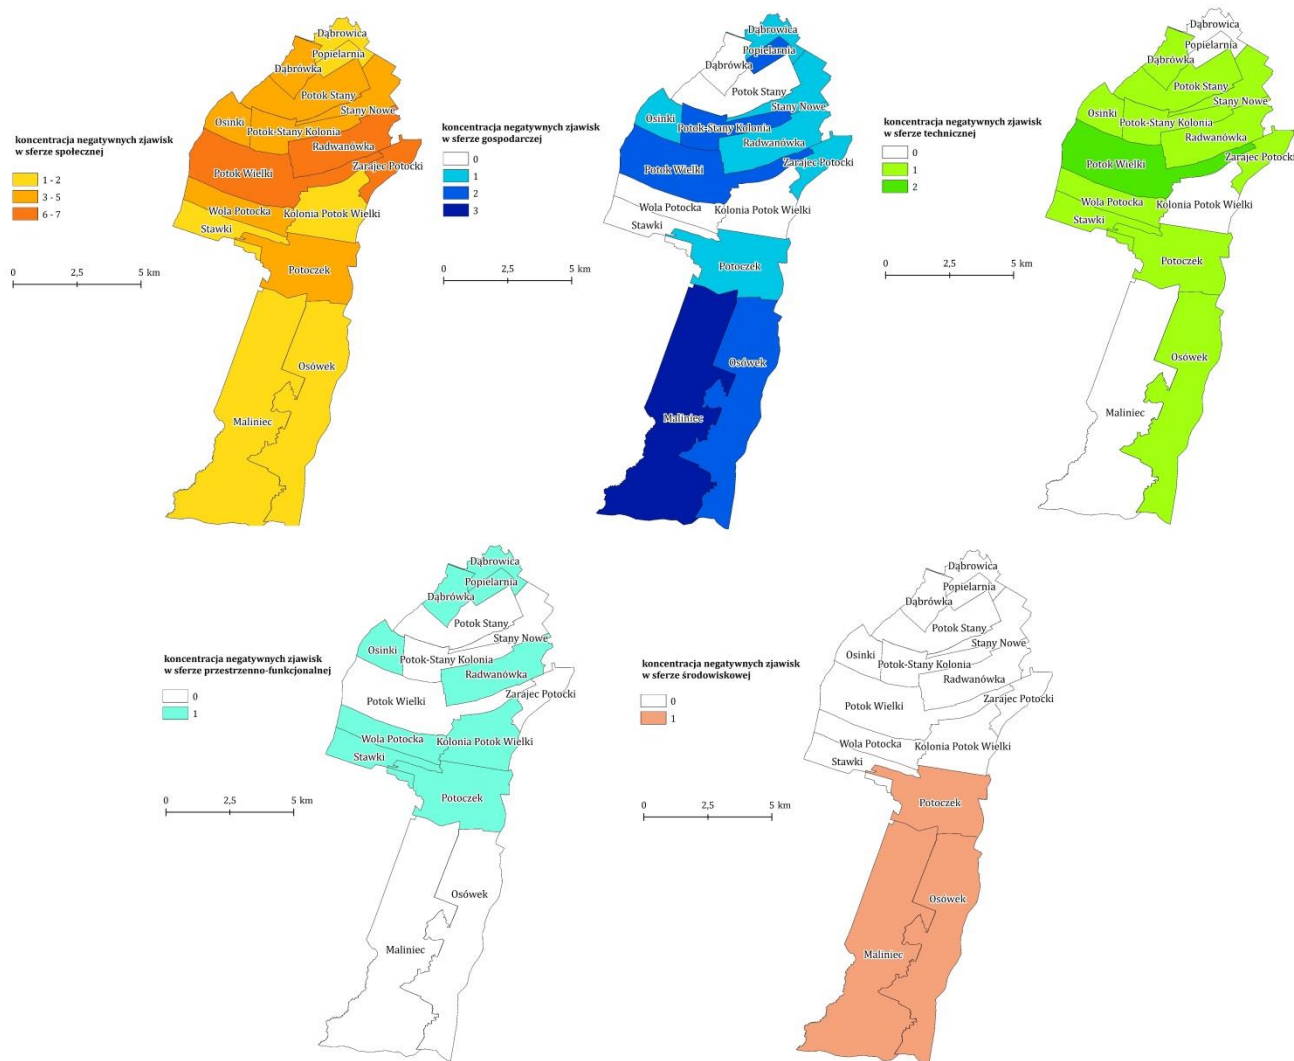 Dąbrowica
Popielarnia
Dąbrówka
Potok Stany
Stany Nowe
Osinki
Potok-Stany Kolonia
Radwanówka
Zarajec Potocki
Potok Wielki
Wola Potocka
Kolonia Potok Wielki
Stawki
Potoczek
Osówek
Maliniec
koncentracja negatywnych zjawisk
w sferze społecznej
1 - 2
3 - 5
6 - 7
0 2,5 5 km
Dąbrowica
Popielarnia
Dąbrówka
Potok Stany
Stany Nowe
Osinki
Potok-Stany Kolonia
Radwanówka
Zarajec Potocki
Potok Wielki
Wola Potocka
Kolonia Potok Wielki
Stawki
Potoczek
Osówek
Maliniec
koncentracja negatywnych zjawisk
w sferze gospodarczej
0
1
2
3
0 2,5 5 km
Dąbrowica
Popielarnia
Dąbrówka
Potok Stany
Stany Nowe
Osinki
Potok-Stany Kolonia
Radwanówka
Zarajec Potocki
Potok Wielki
Wola Potocka
Kolonia Potok Wielki
Stawki
Potoczek
Osówek
Maliniec
koncentracja negatywnych zjawisk
w sferze technicznej
0
1
2
0 2,5 5 km
Dąbrowica
Popielarnia
Dąbrówka
Potok Stany
Stany Nowe
Osinki
Potok-Stany Kolonia
Radwanówka
Zarajec Potocki
Potok Wielki
Wola Potocka
Kolonia Potok Wielki
Stawki
Potoczek
Osówek
Maliniec
koncentracja negatywnych zjawisk
w sferze przestrzenno-funkcjonalnej
0
1
0 2,5 5 km
Dąbrowica
Popielarnia
Dąbrówka
Potok Stany
Stany Nowe
Osinki
Potok-Stany Kolonia
Radwanówka
Zarajec Potocki
Potok Wielki
Wola Potocka
Kolonia Potok Wielki
Stawki
Potoczek
Osówek
Maliniec
koncentracja negatywnych zjawisk
w sferze środowiskowej
0
1
0 2,5 5 km